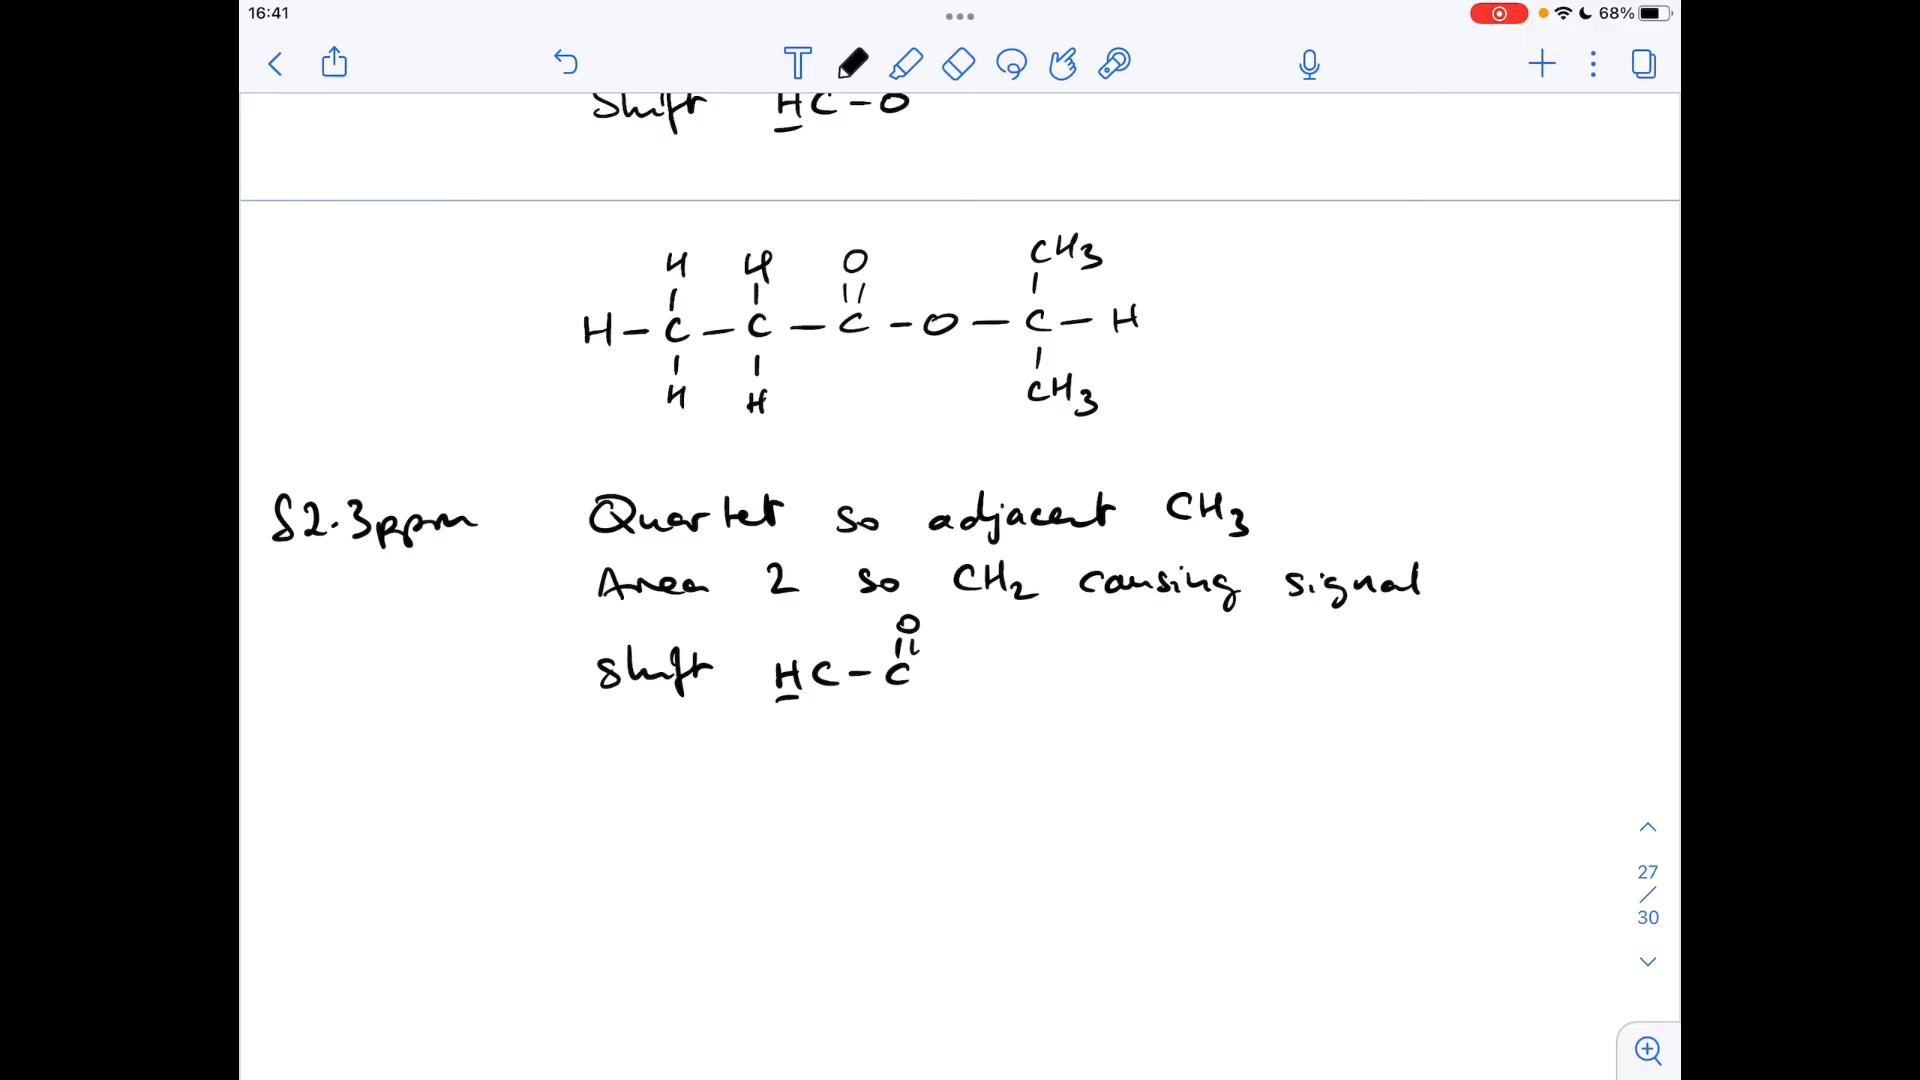 16:41
68%
T
Shift HC-O
H H O CH3
H-C-C-C-O-C-H
H H CH3
δ2.3ppm Quartet so adjacent CH3
Area 2 so CH2 causing signal
O
Shift HC-C
27
/
30